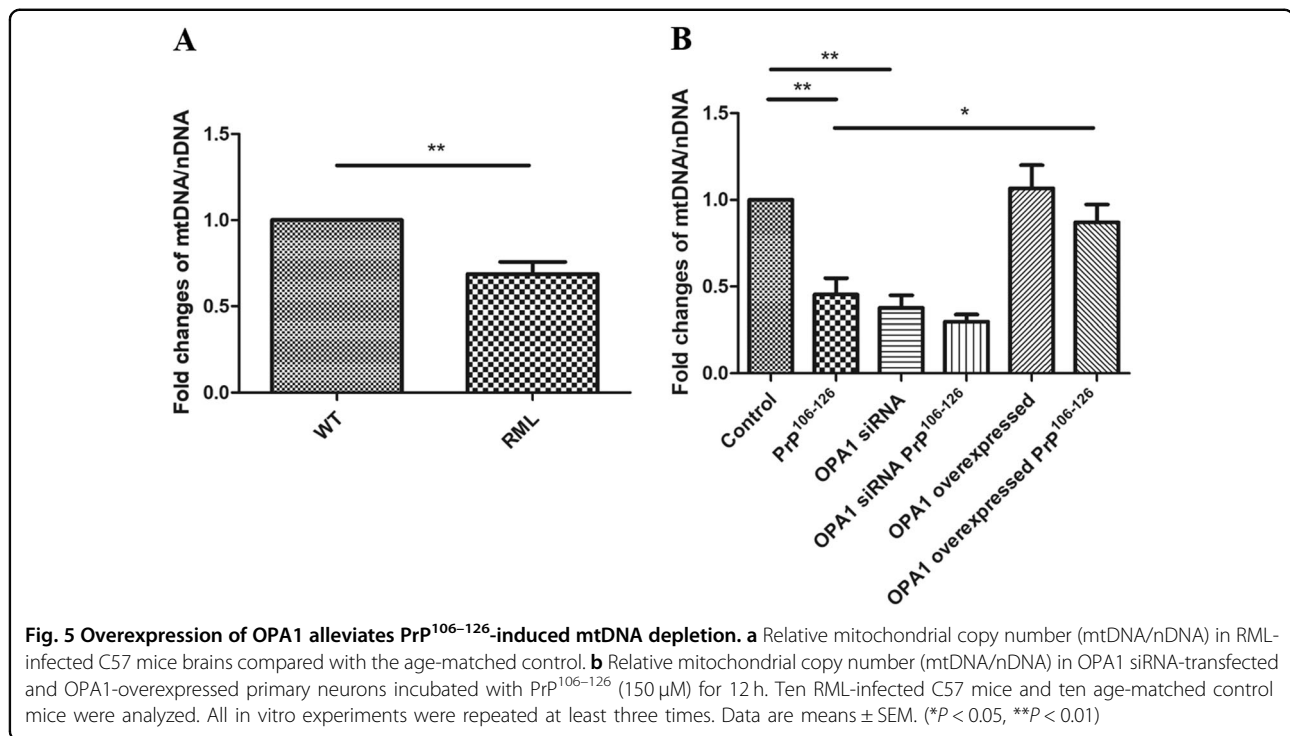 A
Fold changes of mtDNA/nDNA
1.5
1.0
0.5
0.0
**
WT
RML
B
Fold changes of mtDNA/nDNA
1.5
1.0
0.5
0.0
**
**
*
Control
PrP106-126
OPA1 siRNA
OPA1 siRNA PrP106-126
OPA1 overexpressed
OPA1 overexpressed PrP106-126
Fig. 5 Overexpression of OPA1 alleviates PrP106–126-induced mtDNA depletion. a Relative mitochondrial copy number (mtDNA/nDNA) in RML-
infected C57 mice brains compared with the age-matched control. b Relative mitochondrial copy number (mtDNA/nDNA) in OPA1 siRNA-transfected
and OPA1-overexpressed primary neurons incubated with PrP106–126 (150 μM) for 12 h. Ten RML-infected C57 mice and ten age-matched control
mice were analyzed. All in vitro experiments were repeated at least three times. Data are means ± SEM. (*P < 0.05, **P < 0.01)